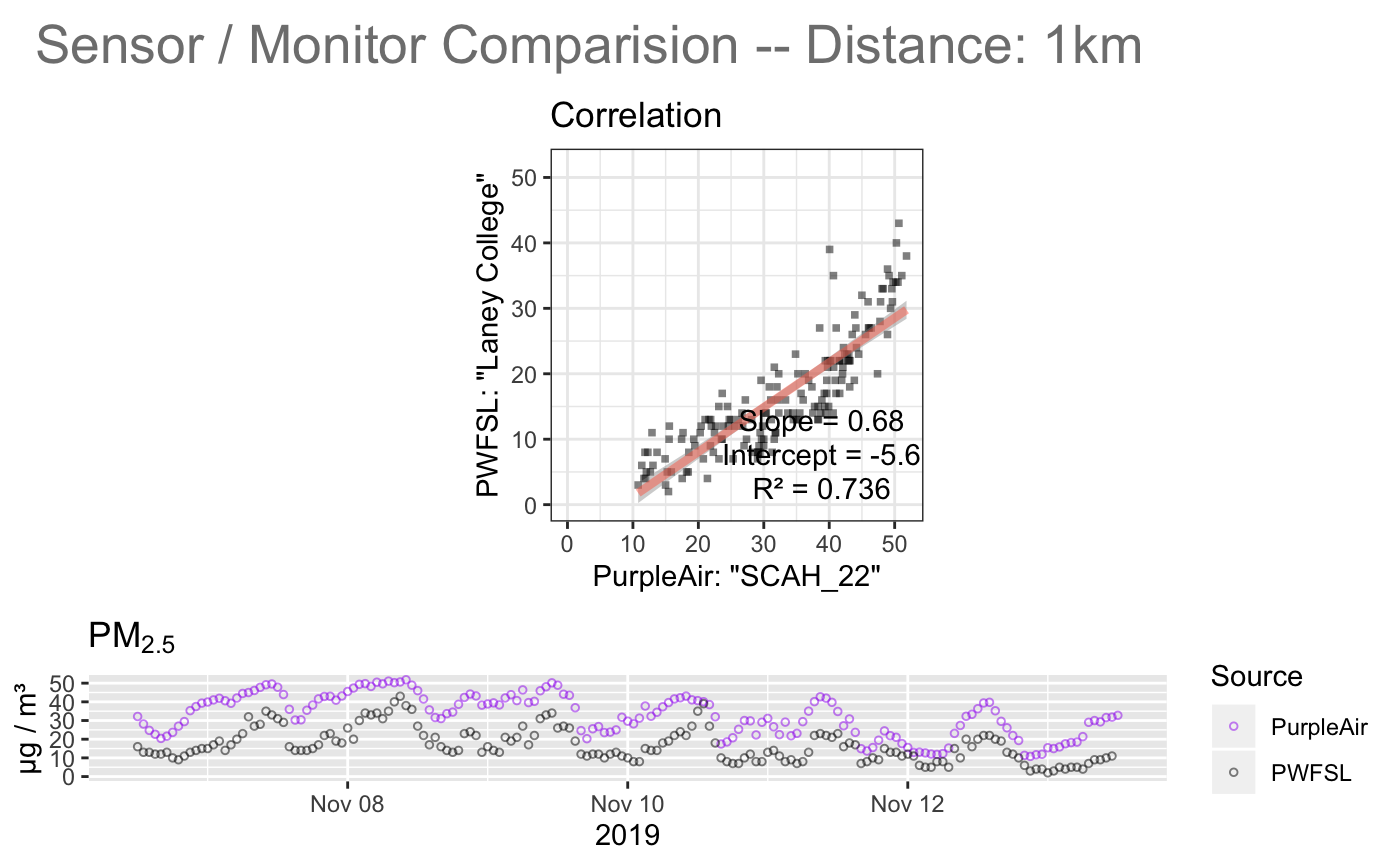 Sensor / Monitor Comparision -- Distance: 1km
Correlation
PWFSL: "Laney College"
50
40
30
20
10
0
Slope = 0.68
Intercept = -5.6
R² = 0.736
0 10 20 30 40 50
PurpleAir: "SCAH_22"
PM2.5
µg / m³
50
40
30
20
10
0
Nov 08 Nov 10 Nov 12
2019
Source
PurpleAir
PWFSL